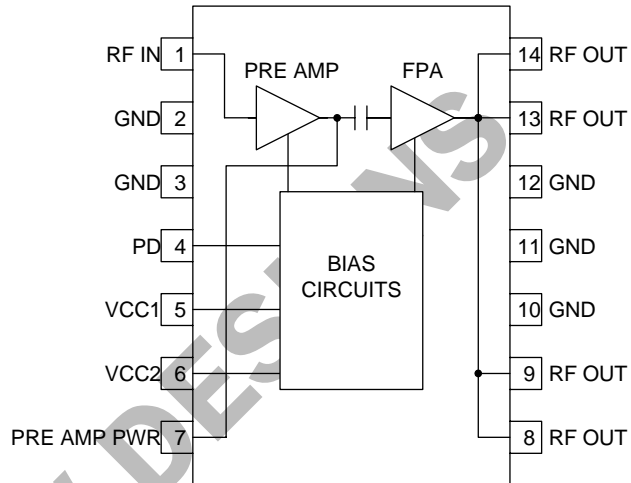 RF IN 1
GND 2
GND 3
PD 4
VCC1 5
VCC2 6
PRE AMP PWR 7
PRE AMP
FPA
BIAS
CIRCUITS
14 RF OUT
13 RF OUT
12 GND
11 GND
10 GND
9 RF OUT
8 RF OUT